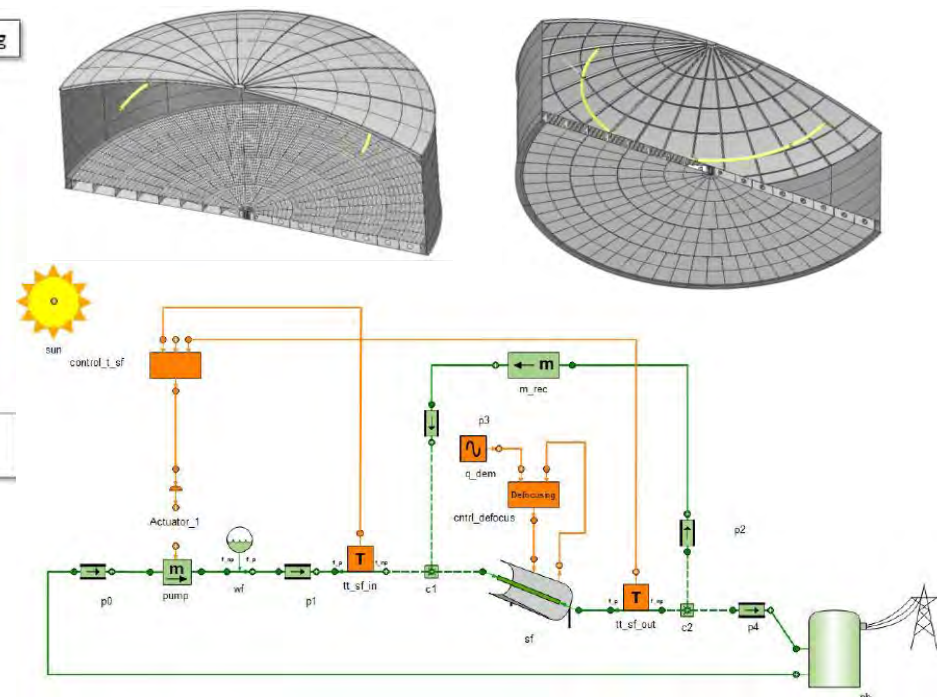 g
sun
control_t_sf
m
m_rec
p3
q_dem
Defocusing
cntrl_defocus
Actuator_1
p2
m
T
T
p0
pump
wf
p1
tt_sf_in
c1
sf
tt_sf_out
c2
p4